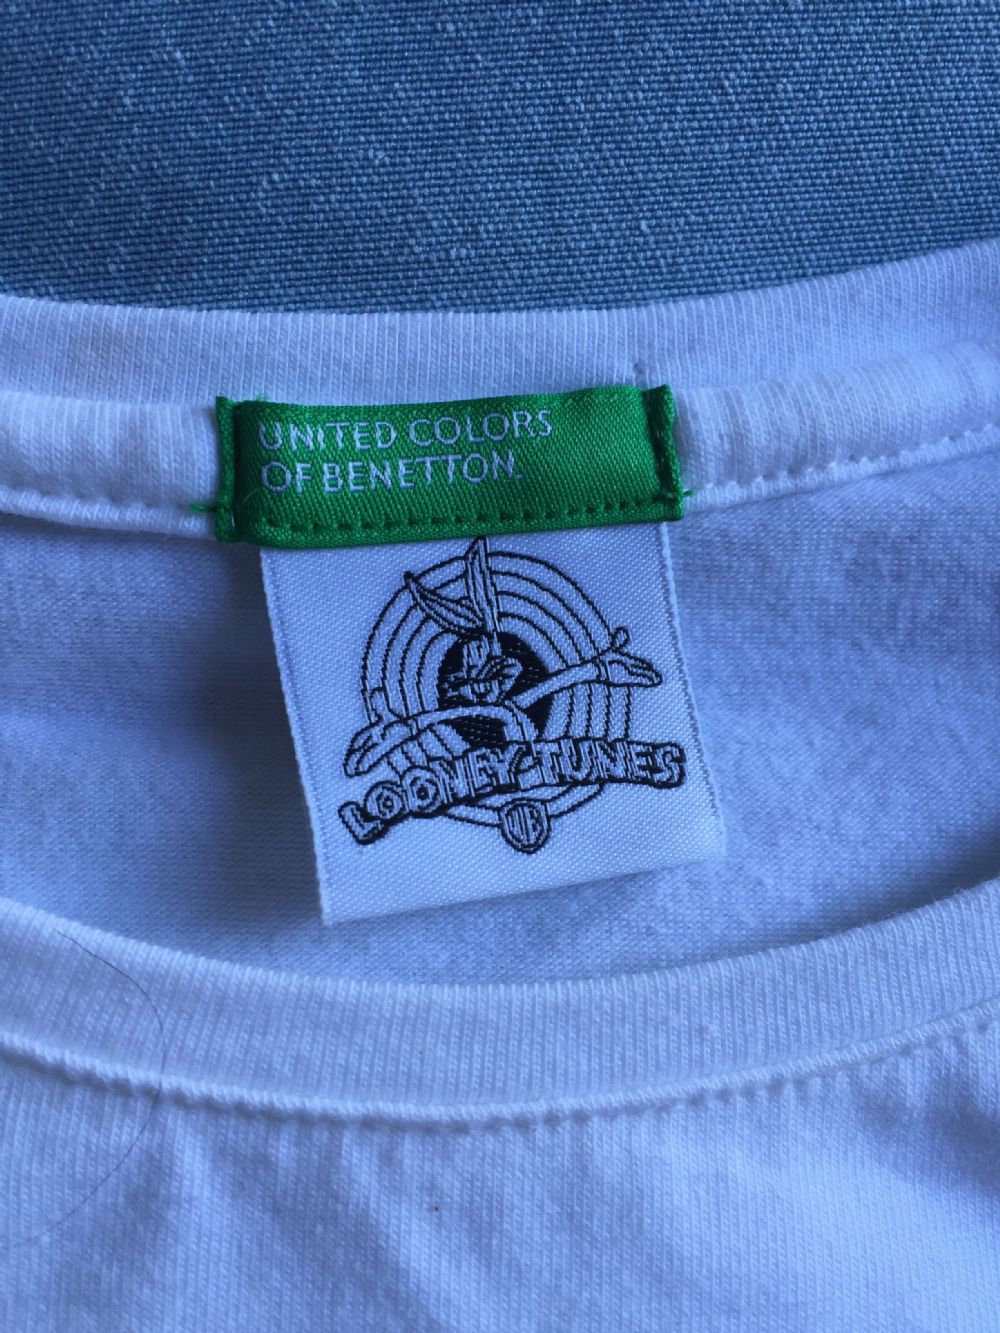 UNITED COLORS
OF BENETTON.
LOONEY TUNES
WB